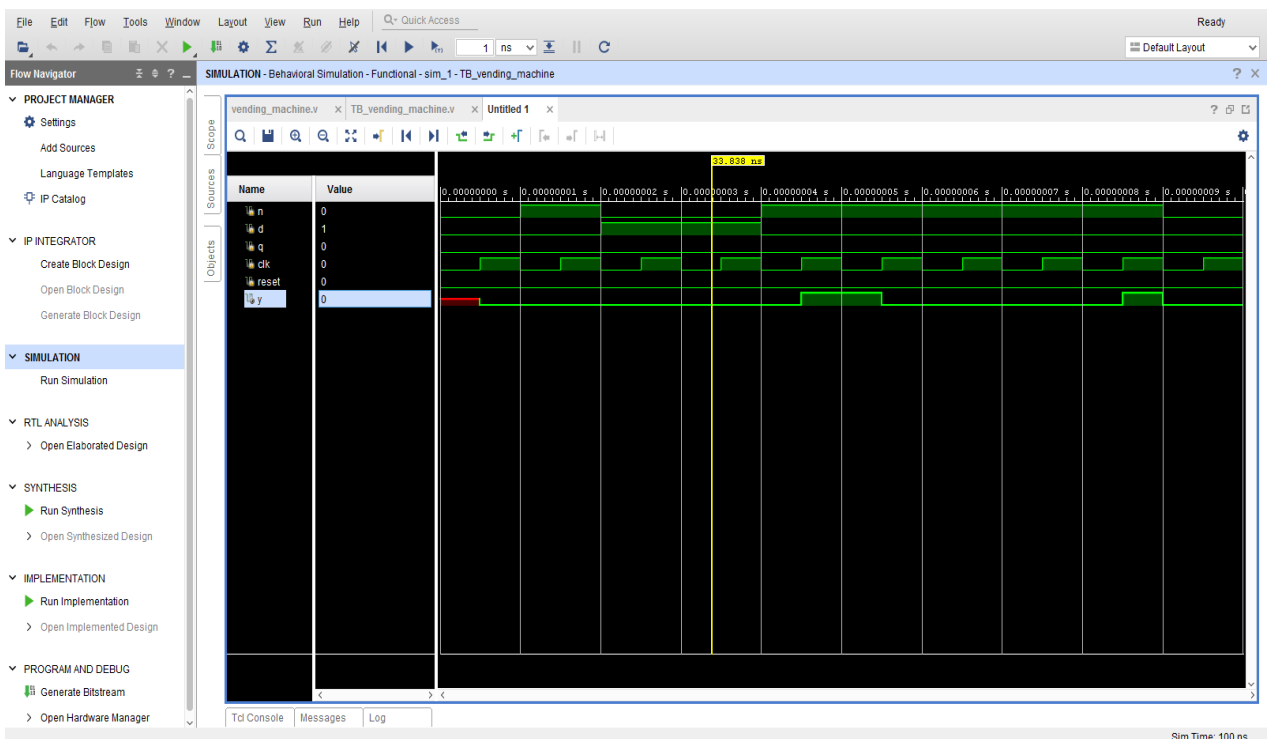 File Edit Flow Tools Window Layout View Run Help Q- Quick Access Ready
1 ns Default Layout
Flow Navigator ? _ SIMULATION - Behavioral Simulation - Functional - sim_1 - TB_vending_machine ? X
PROJECT MANAGER
Settings
Add Sources
Language Templates
IP Catalog
IP INTEGRATOR
Create Block Design
Open Block Design
Generate Block Design
SIMULATION
Run Simulation
RTL ANALYSIS
> Open Elaborated Design
SYNTHESIS
Run Synthesis
> Open Synthesized Design
IMPLEMENTATION
Run Implementation
> Open Implemented Design
PROGRAM AND DEBUG
Generate Bitstream
> Open Hardware Manager
Scope
Sources
Objects
vending_machine.v × TB_vending_machine.v × Untitled 1 × ?
33.838 ns
Name Value 0.00000000 s 0.00000001 s 0.00000002 s 0.00000003 s 0.00000004 s 0.00000005 s 0.00000006 s 0.00000007 s 0.00000008 s 0.00000009 s
n 0
d 1
q 0
clk 0
reset 0
y 0
Tcl Console Messages Log
Sim Time: 100 ns